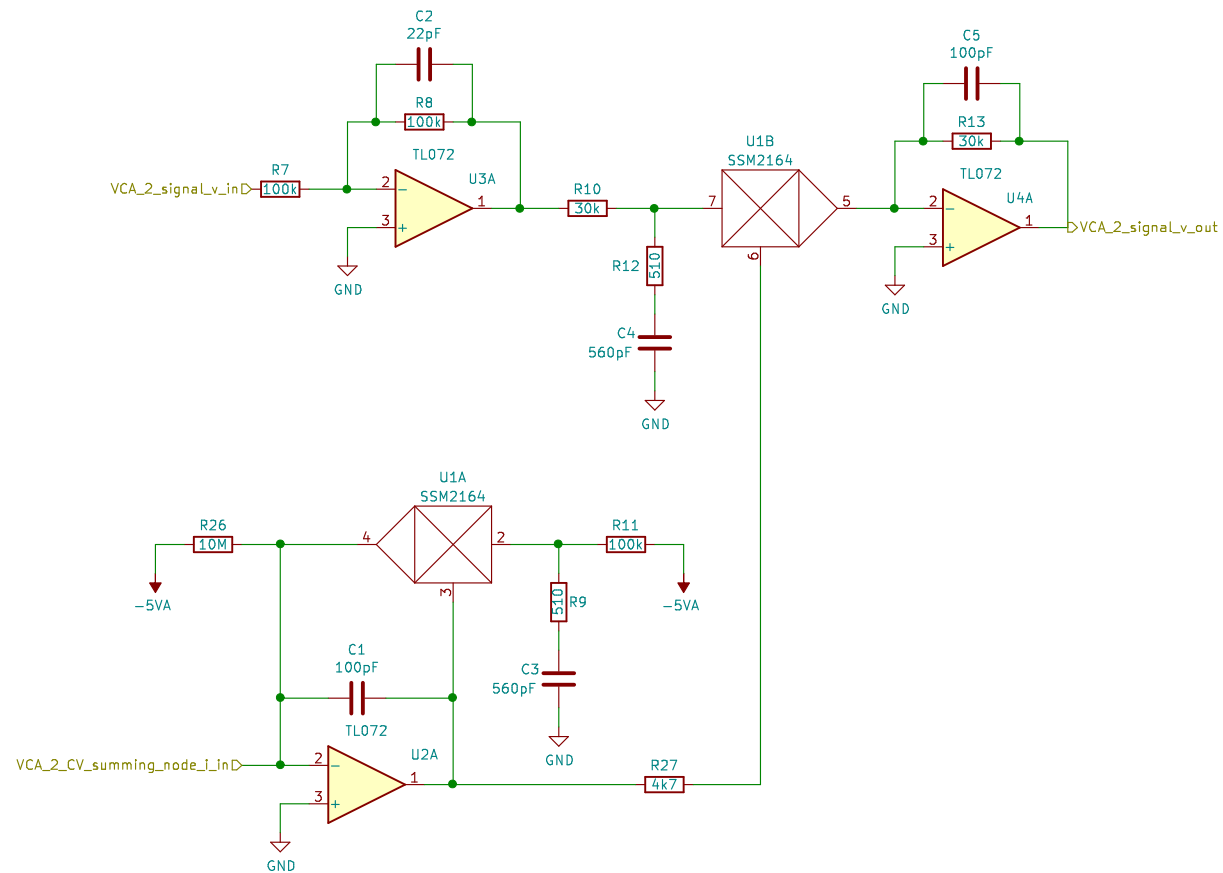 C2
22pF
R8
100k
TL072
R7
VCA_2_signal_v_in
100k
2
−
U3A
1
3
+
GND
R10
30k
U1B
SSM2164
7
5
6
R12
510
C4
560pF
GND
C5
100pF
R13
30k
TL072
U4A
2
−
1
VCA_2_signal_v_out
3
+
GND
U1A
SSM2164
R26
10M
4
2
R11
100k
−5VA
3
510
R9
−5VA
C1
100pF
C3
560pF
TL072
GND
U2A
VCA_2_CV_summing_node_i_in
2
−
1
R27
4k7
3
+
GND